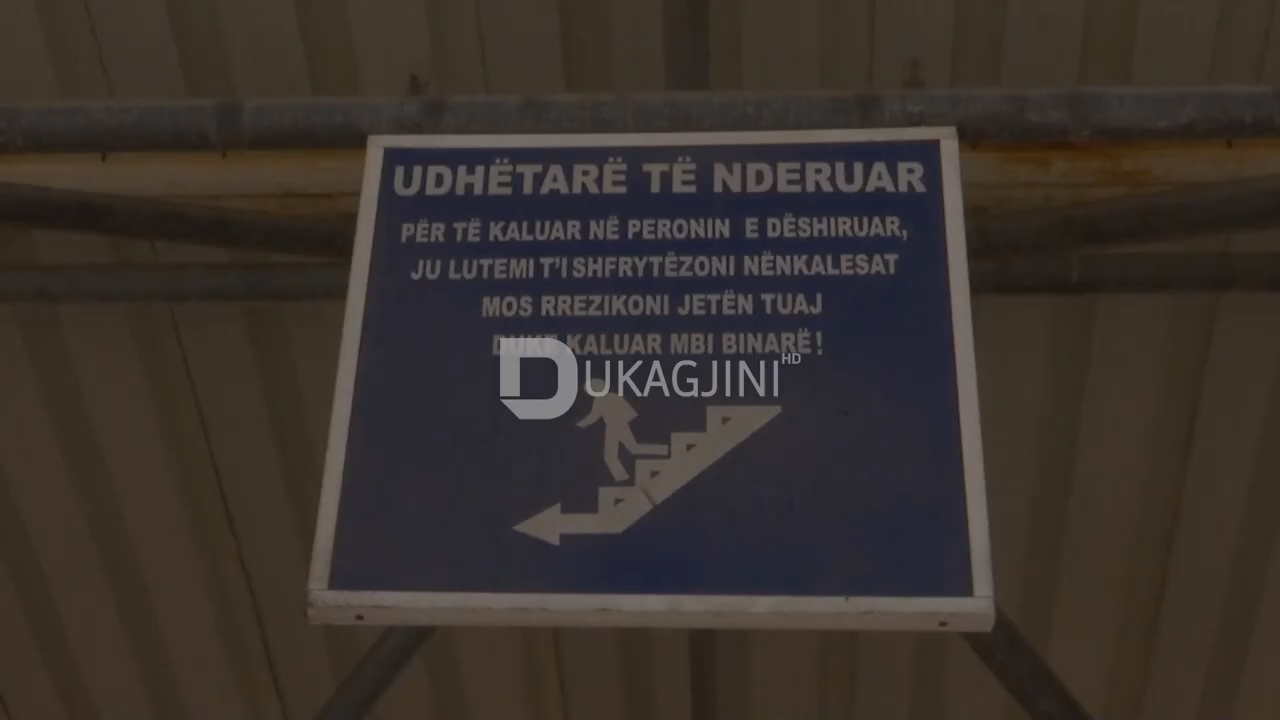 UDHËTARË TË NDERUAR
PËR TË KALUAR NË PERONIN E DËSHIRUAR,
JU LUTEMI T'I SHFRYTËZONI NËNKALESAT
MOS RREZIKONI JETËN TUAJ
DUKE KALUAR MBI BINARË!
DUKAGJINI HD